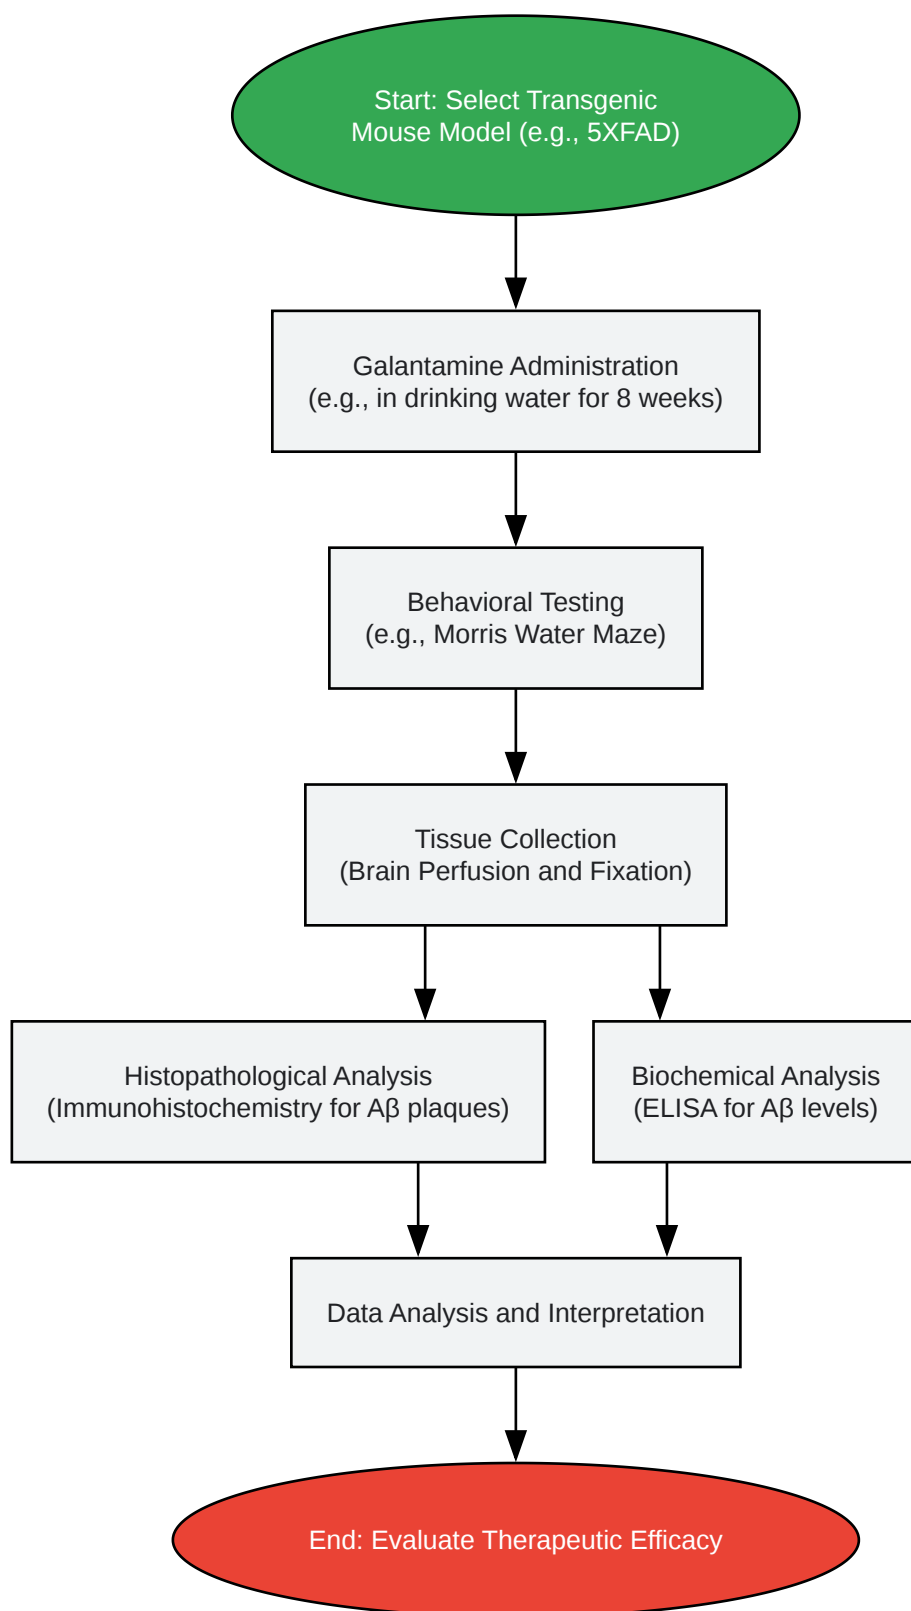 Start: Select Transgenic
Mouse Model (e.g., 5XFAD)
Galantamine Administration
(e.g., in drinking water for 8 weeks)
Behavioral Testing
(e.g., Morris Water Maze)
Tissue Collection
(Brain Perfusion and Fixation)
Histopathological Analysis
(Immunohistochemistry for Aβ plaques)
Biochemical Analysis
(ELISA for Aβ levels)
Data Analysis and Interpretation
End: Evaluate Therapeutic Efficacy